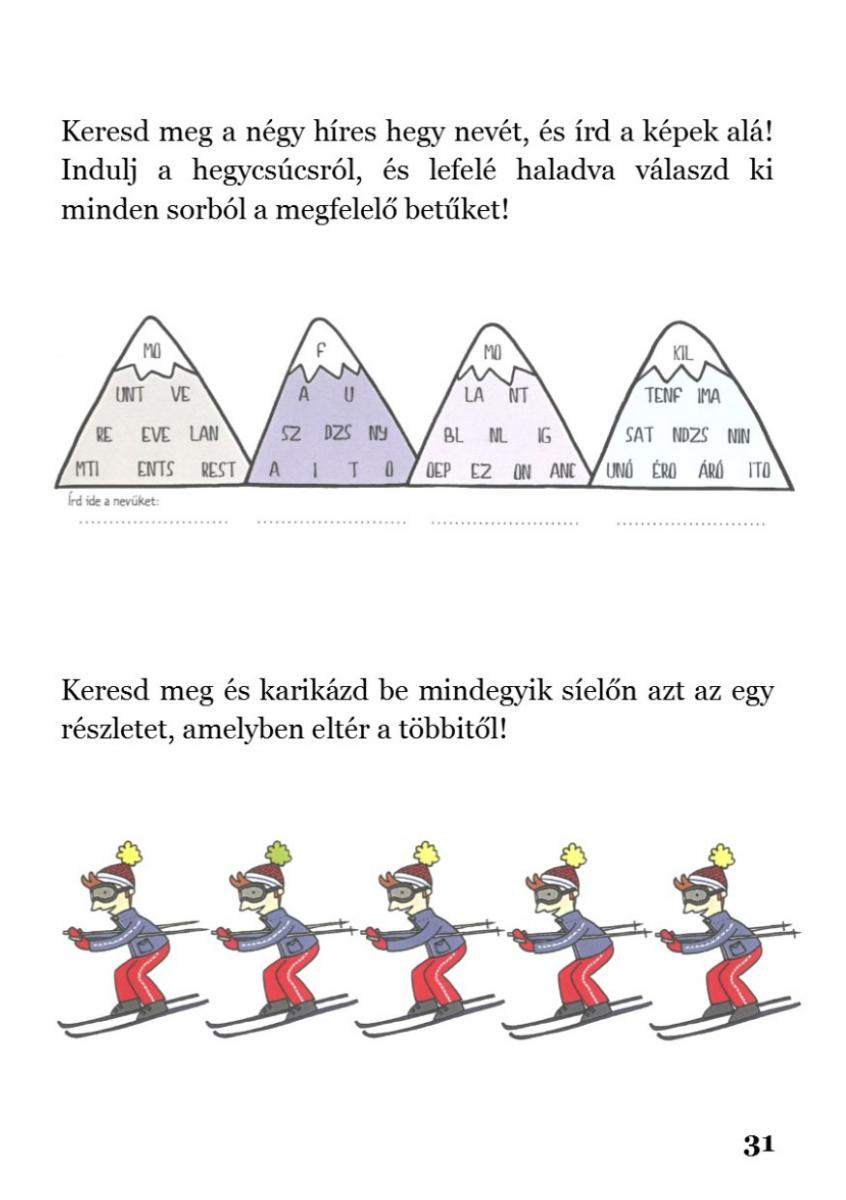 Keresd meg a négy híres hegy nevét, és írd a képek alá!
Indulj a hegycsúcsról, és lefelé haladva válaszd ki
minden sorból a megfelelő betűket!
MO F MO KIL
UNT VE A U LA NT TENF IMA
RE EVE LAN SZ DZS NY BL NL IG SAT NDZS NIN
MTI ENTS REST A I T O OEP EZ ON ANC UNÓ ÉRO ÁRÓ ITO
Írd ide a nevüket:
Keresd meg és karikázd be mindegyik síelőn azt az egy
részletet, amelyben eltér a többitől!
31